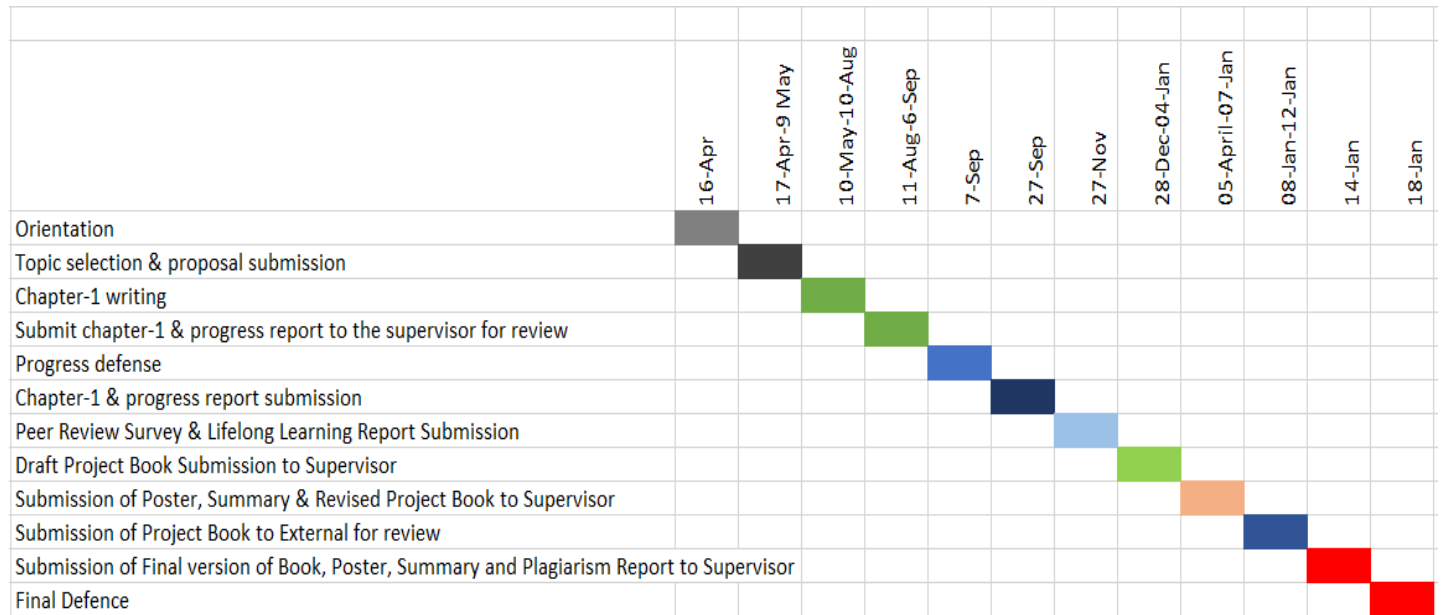 16-Apr
17-Apr-9 May
10-May-10-Aug
11-Aug-6-Sep
7-Sep
27-Sep
27-Nov
28-Dec-04-Jan
05-April-07-Jan
08-Jan-12-Jan
14-Jan
18-Jan
Orientation
Topic selection & proposal submission
Chapter-1 writing
Submit chapter-1 & progress report to the supervisor for review
Progress defense
Chapter-1 & progress report submission
Peer Review Survey & Lifelong Learning Report Submission
Draft Project Book Submission to Supervisor
Submission of Poster, Summary & Revised Project Book to Supervisor
Submission of Project Book to External for review
Submission of Final version of Book, Poster, Summary and Plagiarism Report to Supervisor
Final Defence